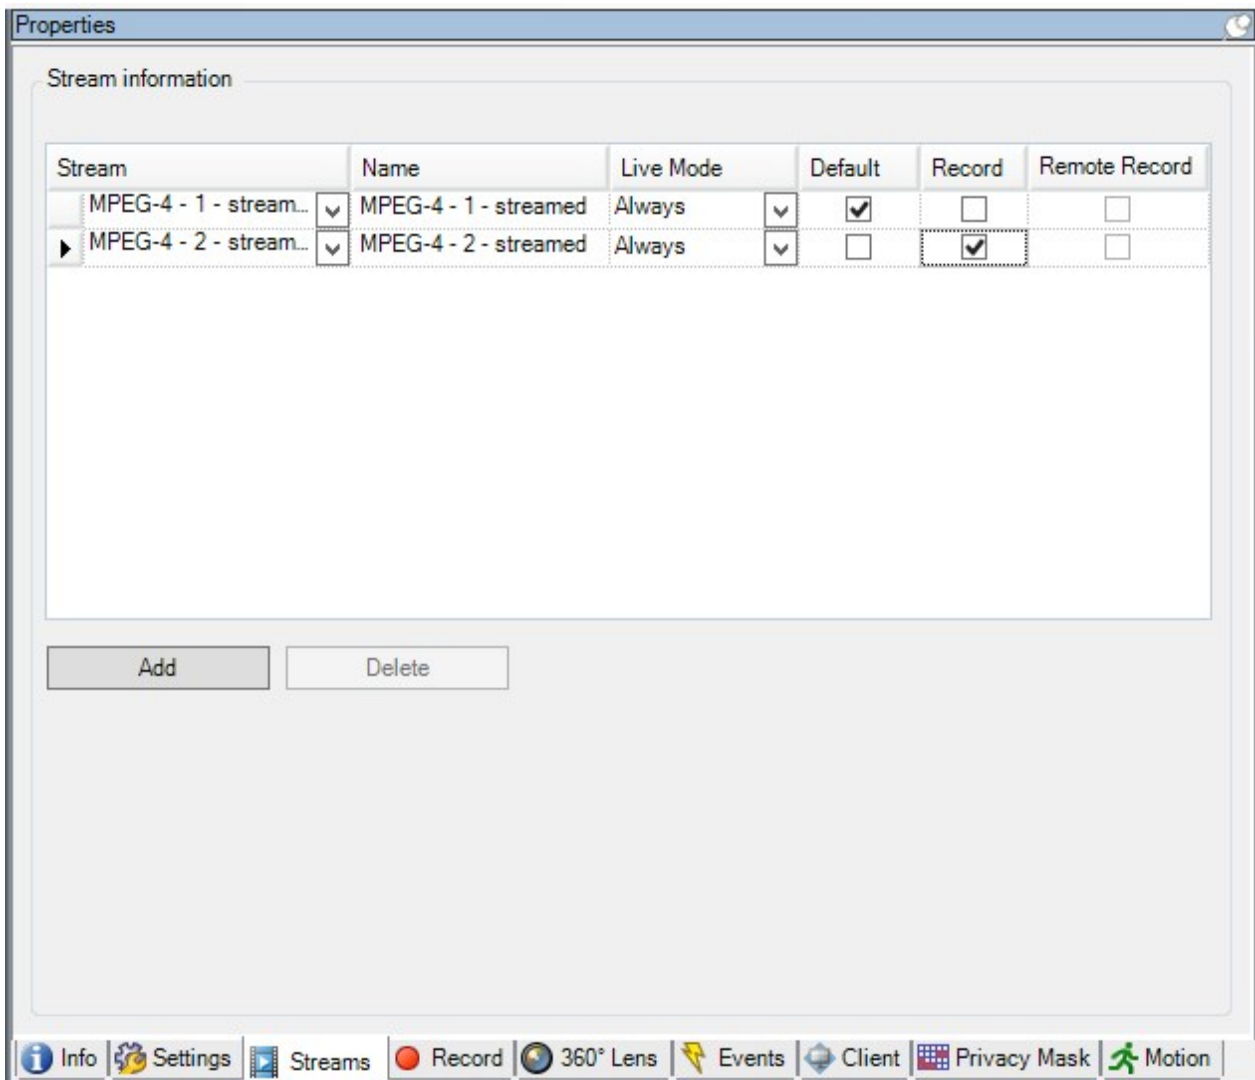 Properties
Stream information
Stream Name Live Mode Default Record Remote Record
MPEG-4 - 1 - stream... MPEG-4 - 1 - streamed Always
MPEG-4 - 2 - stream... MPEG-4 - 2 - streamed Always
Add Delete
Info Settings Streams Record 360° Lens Events Client Privacy Mask Motion